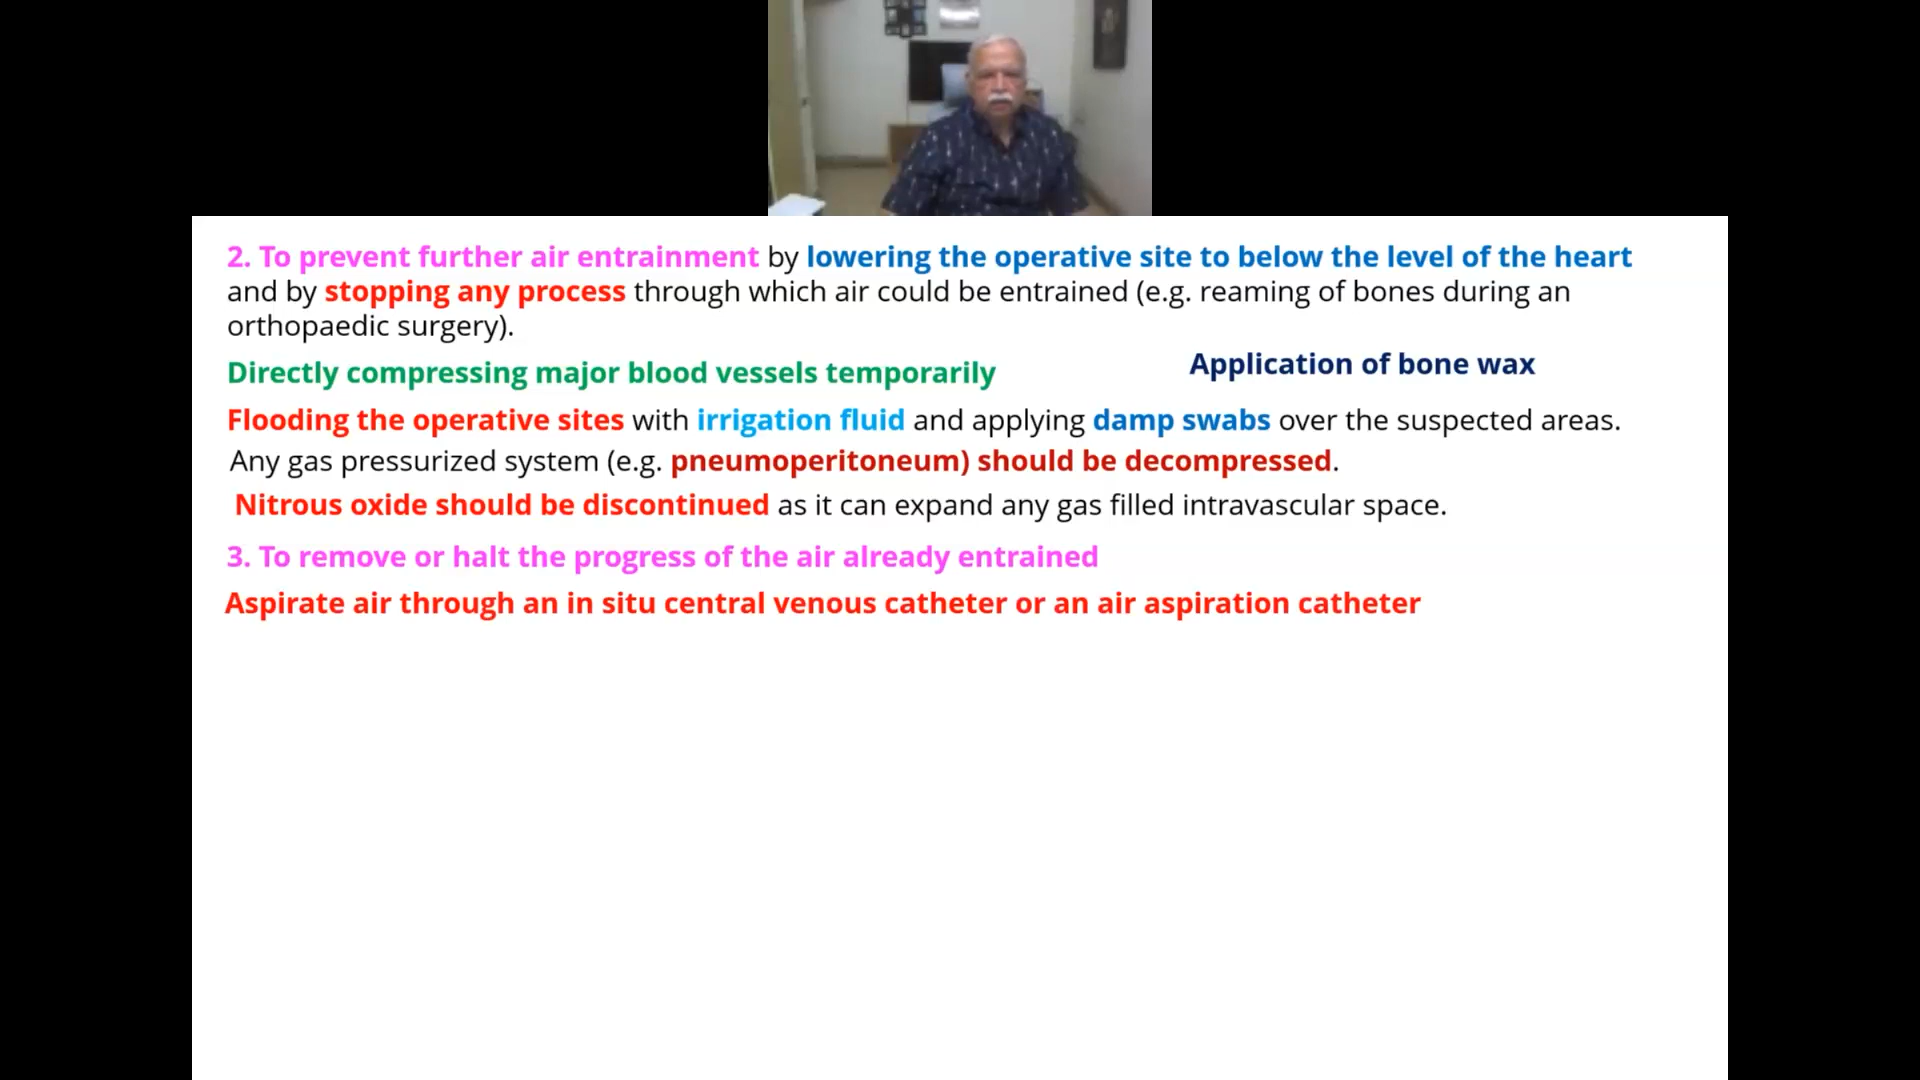 2. To prevent further air entrainment by lowering the operative site to below the level of the heart
and by stopping any process through which air could be entrained (e.g. reaming of bones during an
orthopaedic surgery).
Directly compressing major blood vessels temporarily
Application of bone wax
Flooding the operative sites with irrigation fluid and applying damp swabs over the suspected areas.
Any gas pressurized system (e.g. pneumoperitoneum) should be decompressed.
Nitrous oxide should be discontinued as it can expand any gas filled intravascular space.
3. To remove or halt the progress of the air already entrained
Aspirate air through an in situ central venous catheter or an air aspiration catheter